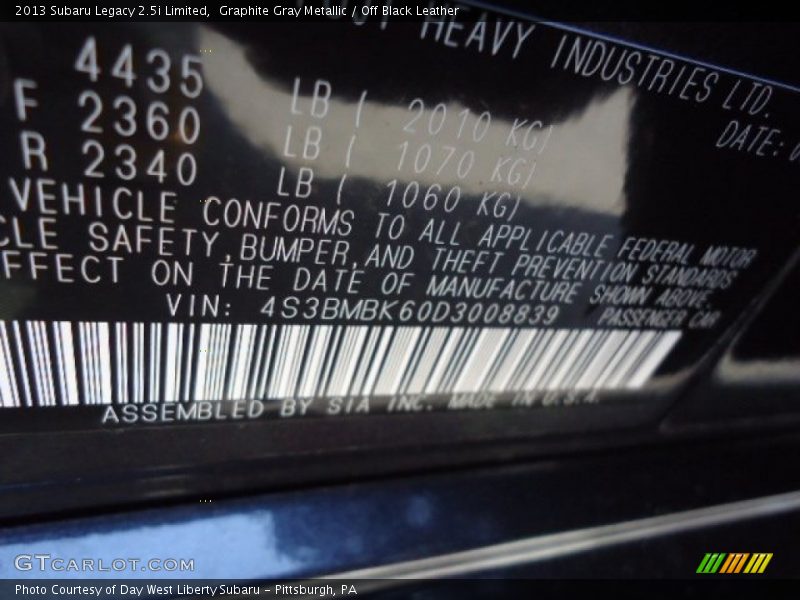 2013 Subaru Legacy 2.5i Limited, Graphite Gray Metallic / Off Black Leather
HEAVY INDUSTRIES LTD.
DATE:
4435 LB ( 2010 KG)
F 2360 LB ( 1070 KG)
R 2340 LB ( 1060 KG)
VEHICLE CONFORMS TO ALL APPLICABLE FEDERAL MOTOR
CLE SAFETY,BUMPER,AND THEFT PREVENTION STANDARDS
FFECT ON THE DATE OF MANUFACTURE SHOWN ABOVE.
VIN: 4S3BMBK60D3008839 PASSENGER CAR
ASSEMBLED BY SIA INC. MADE IN U.S.A.
GTCARLOT.COM
Photo Courtesy of Day West Liberty Subaru - Pittsburgh, PA